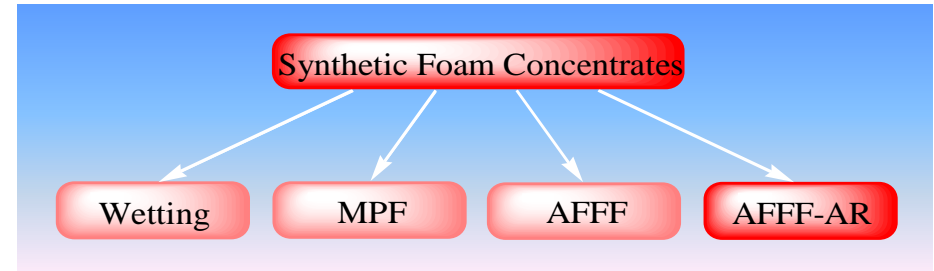 Synthetic Foam Concentrates
Wetting
MPF
AFFF
AFFF-AR